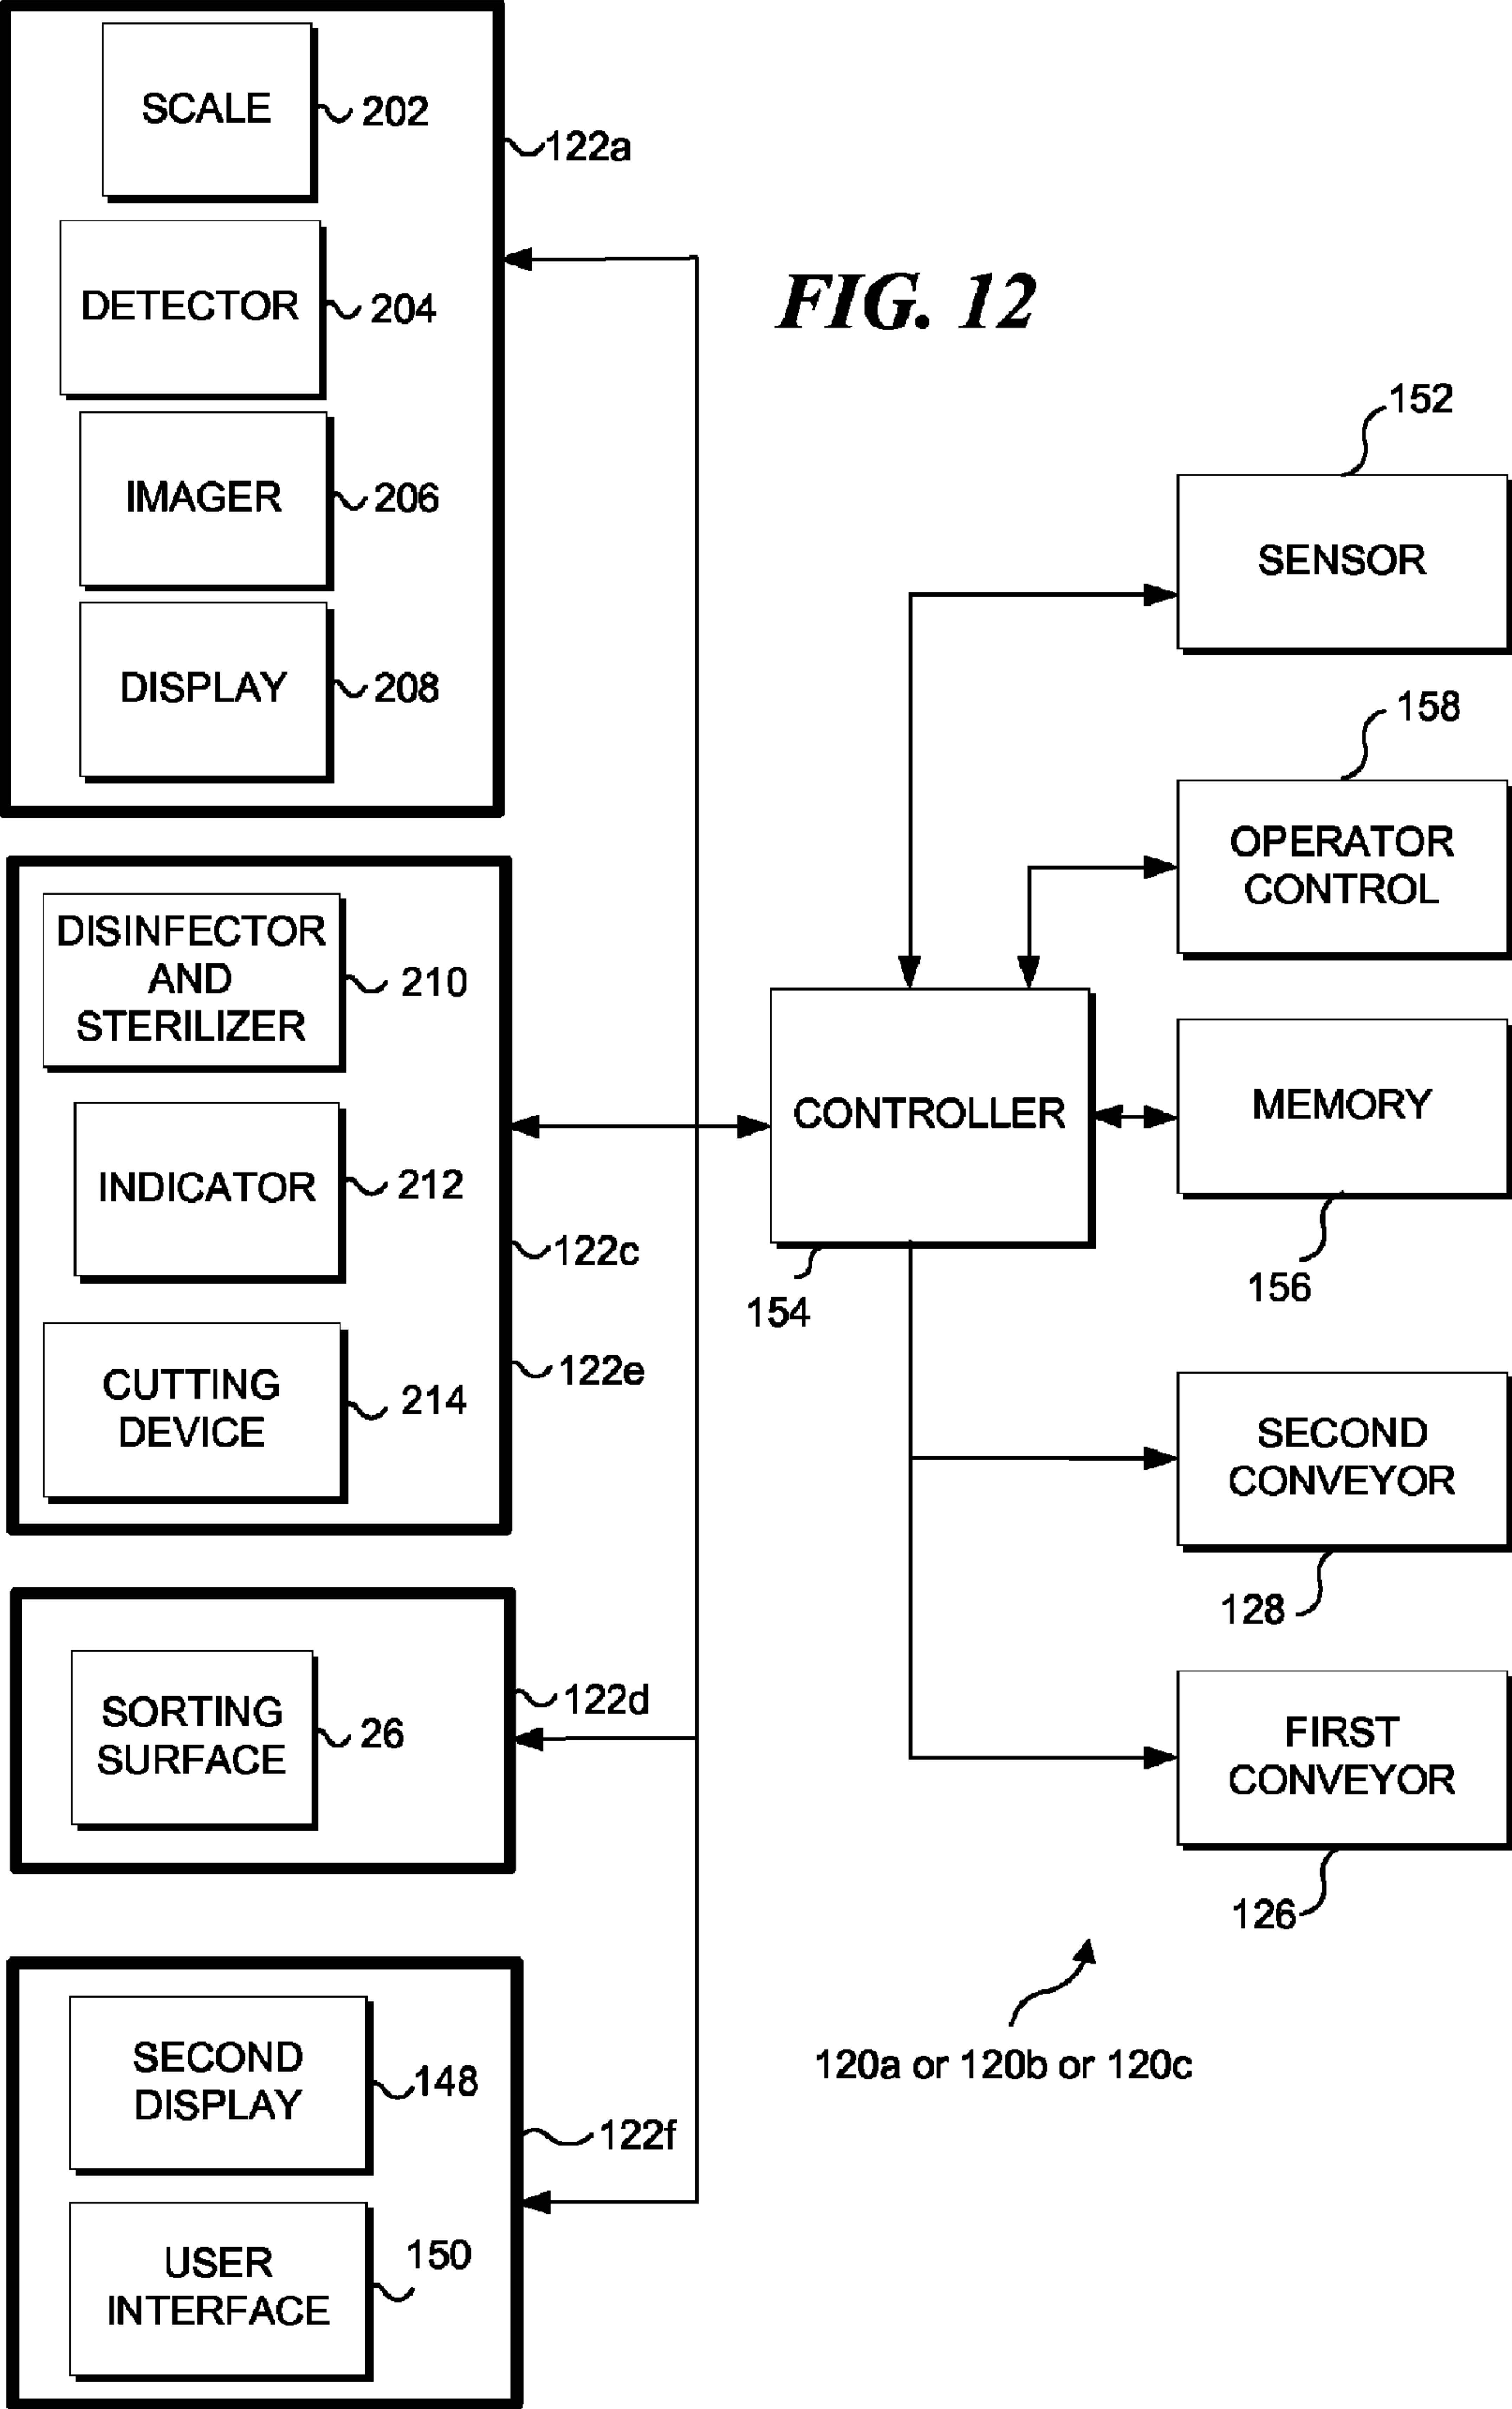 SCALE
202
122a
DETECTOR
204
FIG. 12
IMAGER
206
DISPLAY
208
152
SENSOR
158
OPERATOR
CONTROL
DISINFECTOR
AND
STERILIZER
210
INDICATOR
212
122c
CUTTING
DEVICE
214
122e
CONTROLLER
154
MEMORY
156
SECOND
CONVEYOR
128
SORTING
SURFACE
26
122d
FIRST
CONVEYOR
126
SECOND
DISPLAY
148
122f
USER
INTERFACE
150
120a or 120b or 120c